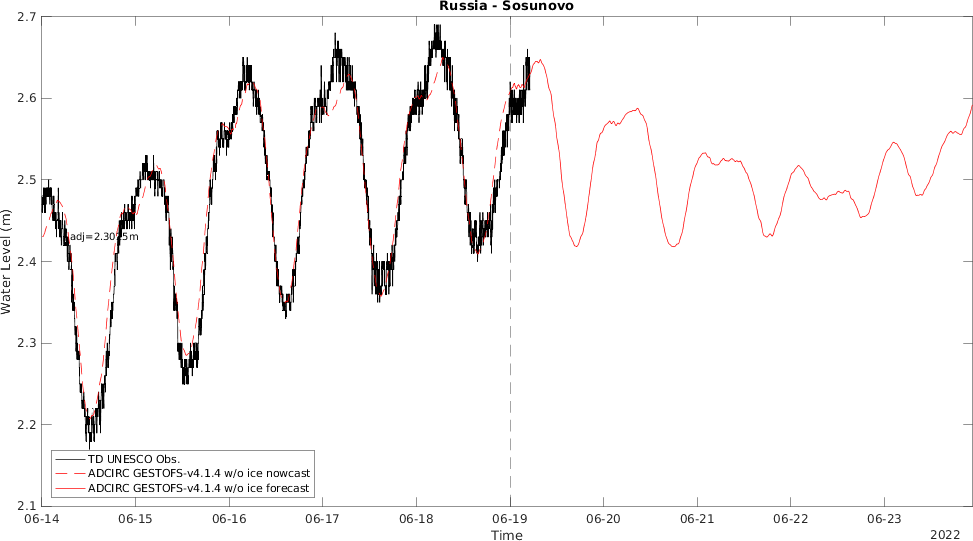 Russia - Sosunovo
2.7
2.6
2.5
2.4
2.3
2.2
2.1
Water Level (m)
adj=2.3025m
TD UNESCO Obs.
ADCIRC GESTOFS-v4.1.4 w/o ice nowcast
ADCIRC GESTOFS-v4.1.4 w/o ice forecast
06-14 06-15 06-16 06-17 06-18 06-19 06-20 06-21 06-22 06-23
Time
2022